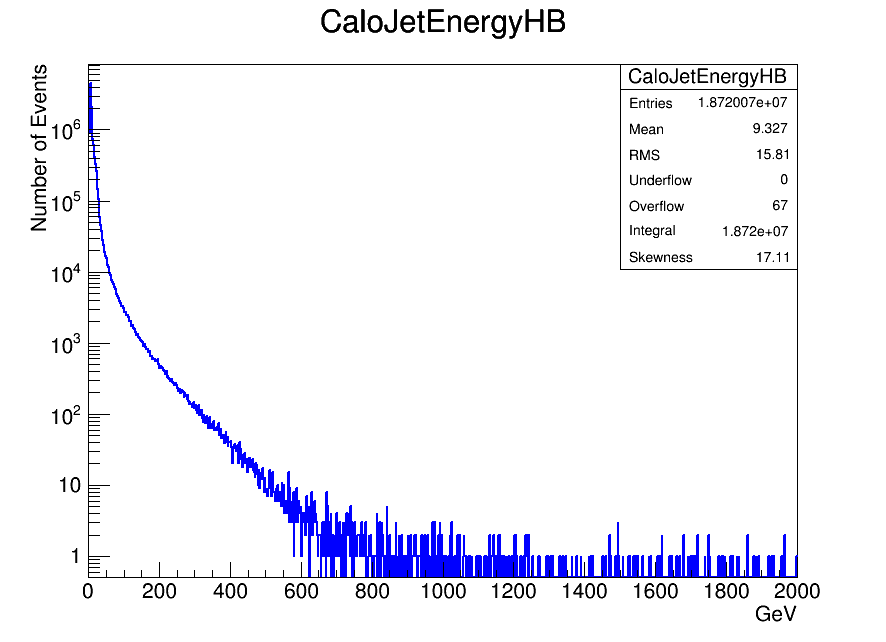 CaloJetEnergyHB
CaloJetEnergyHB
Entries 1.872007e+07
Mean 9.327
RMS 15.81
Underflow 0
Overflow 67
Integral 1.872e+07
Skewness 17.11
Number of Events
10^6
10^5
10^4
10^3
10^2
10
1
0 200 400 600 800 1000 1200 1400 1600 1800 2000
GeV